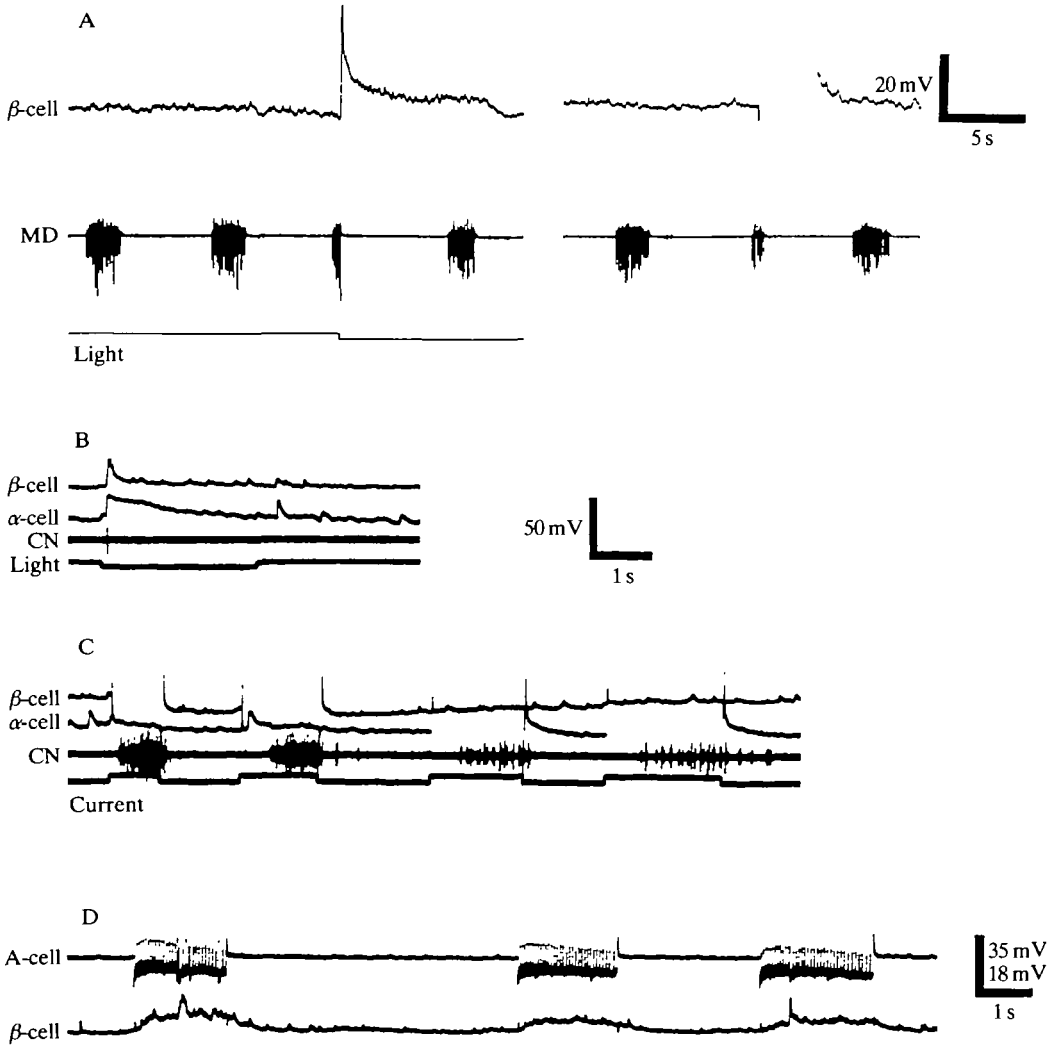 A
β-cell
20 mV
5 s
MD
Light
B
β-cell
α-cell
CN
Light
50 mV
1 s
C
β-cell
α-cell
CN
Current
D
A-cell
35 mV
18 mV
1 s
β-cell